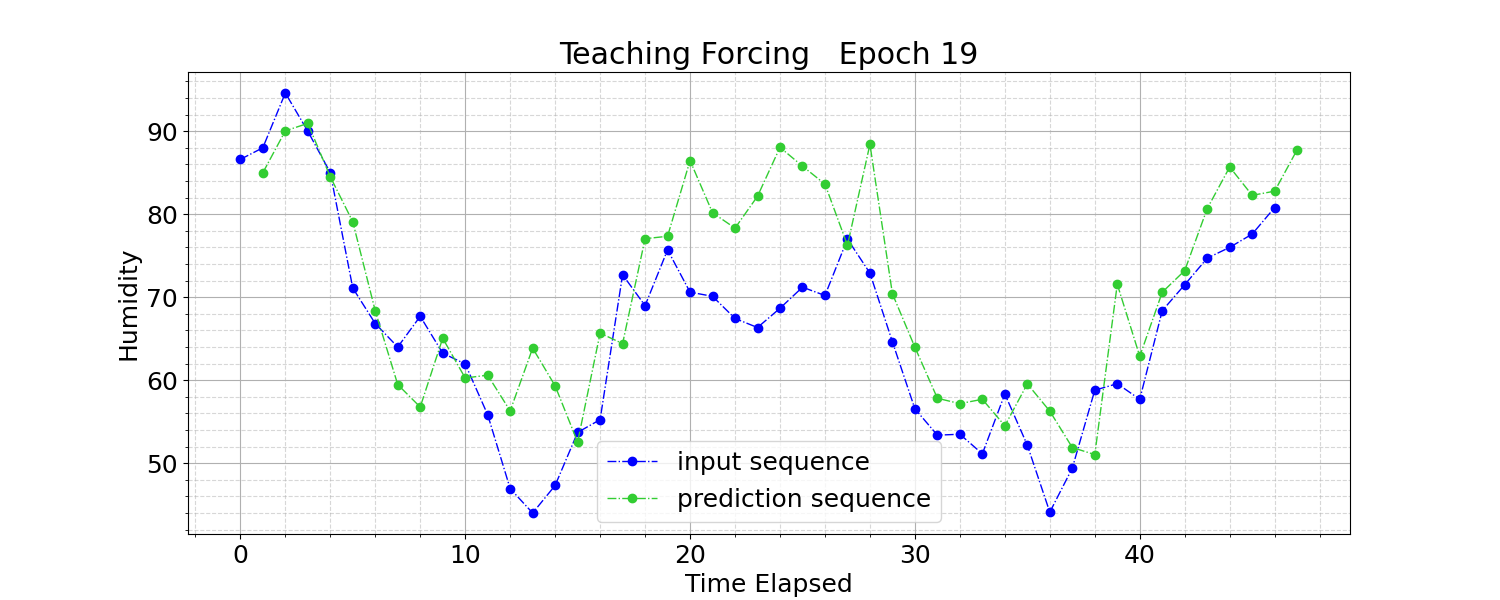 Teaching Forcing   Epoch 19
Humidity
90
80
70
60
50
input sequence
prediction sequence
0 10 20 30 40
Time Elapsed